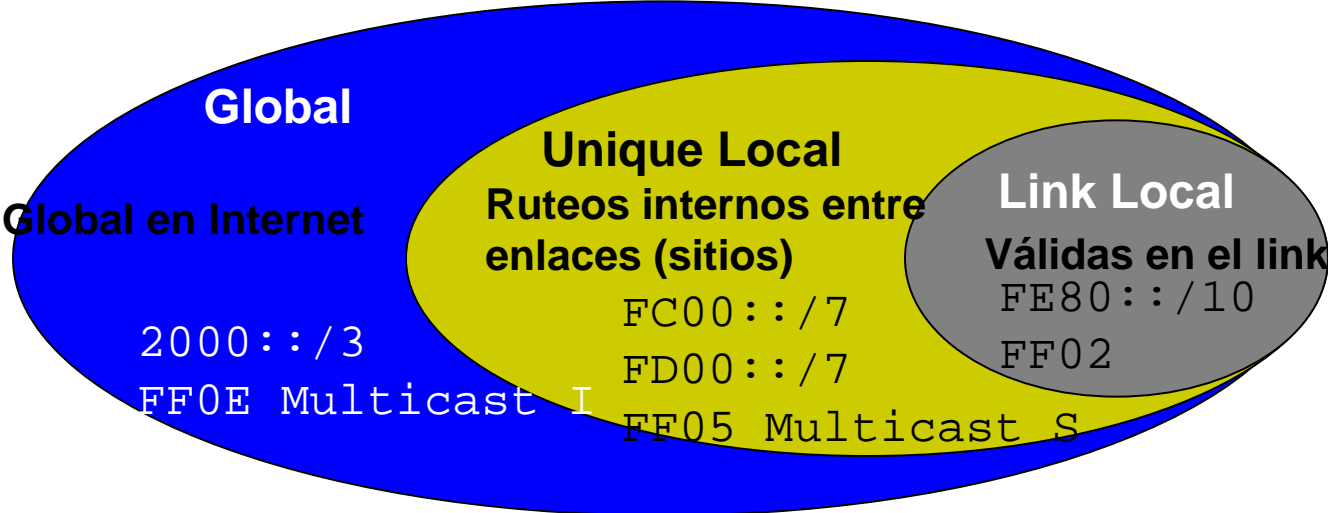 Global
Global en Internet
2000::/3
FF0E Multicast I
Unique Local
Ruteos internos entre
enlaces (sitios)
FC00::/7
FD00::/7
FF05 Multicast S
Link Local
Válidas en el link
FE80::/10
FF02